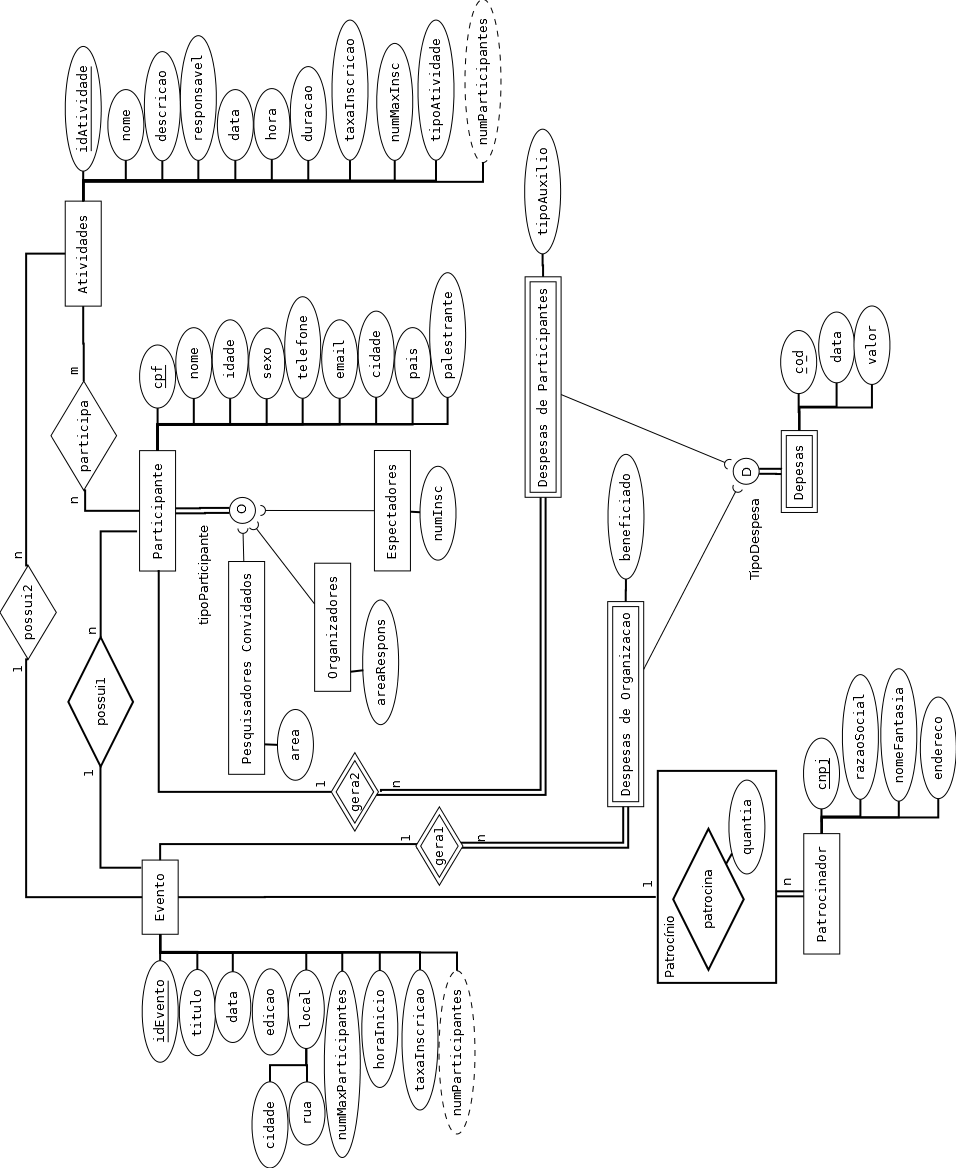 idEvento
titulo
data
edicao
local
cidade
rua
numMaxParticipantes
horaInicio
taxaInscricao
numParticipantes
Evento
1
possui2
n
1
possui1
n
Atividades
idAtividade
nome
descricao
responsavel
data
hora
duracao
taxaInscricao
numMaxInsc
tipoAtividade
numParticipantes
n
participa
m
Participante
cpf
nome
idade
sexo
telefone
email
cidade
pais
palestrante
tipoParticipante
O
Pesquisadores Convidados
area
Organizadores
areaRespons
Espectadores
numInsc
1
gera2
n
Despesas de Participantes
tipoAuxilio
1
gera1
n
Despesas de Organizacao
beneficiado
TipoDespesa
D
Depesas
cod
data
valor
1
Patrocínio
patrocina
quantia
n
Patrocinador
cnpj
razaoSocial
nomeFantasia
endereco